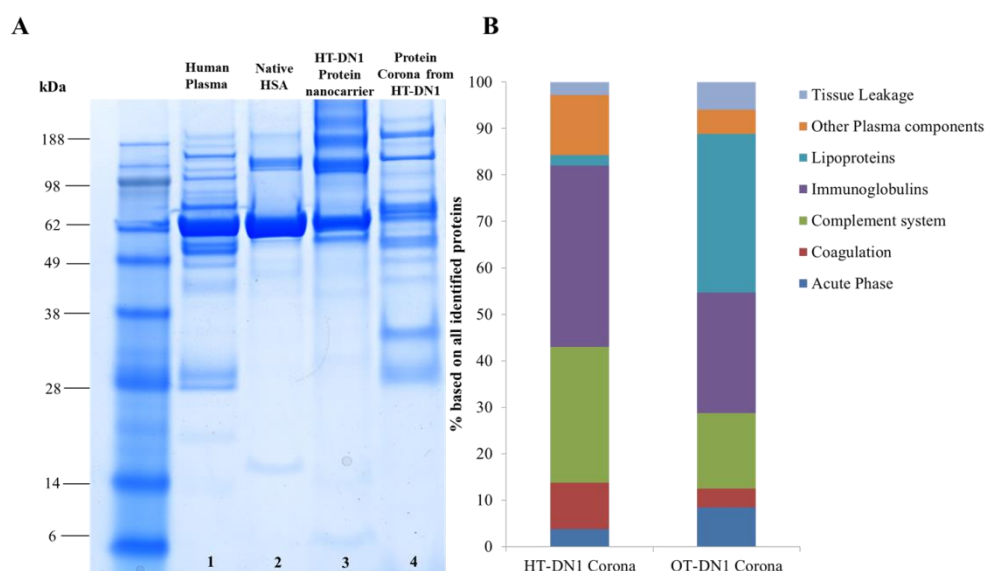 A
kDa
Human
Plasma
Native
HSA
HT-DN1
Protein
nanocarrier
Protein
Corona from
HT-DN1
188
98
62
49
38
28
14
6
1
2
3
4
B
% based on all identified proteins
100
90
80
70
60
50
40
30
20
10
0
HT-DN1 Corona
OT-DN1 Corona
Tissue Leakage
Other Plasma components
Lipoproteins
Immunoglobulins
Complement system
Coagulation
Acute Phase